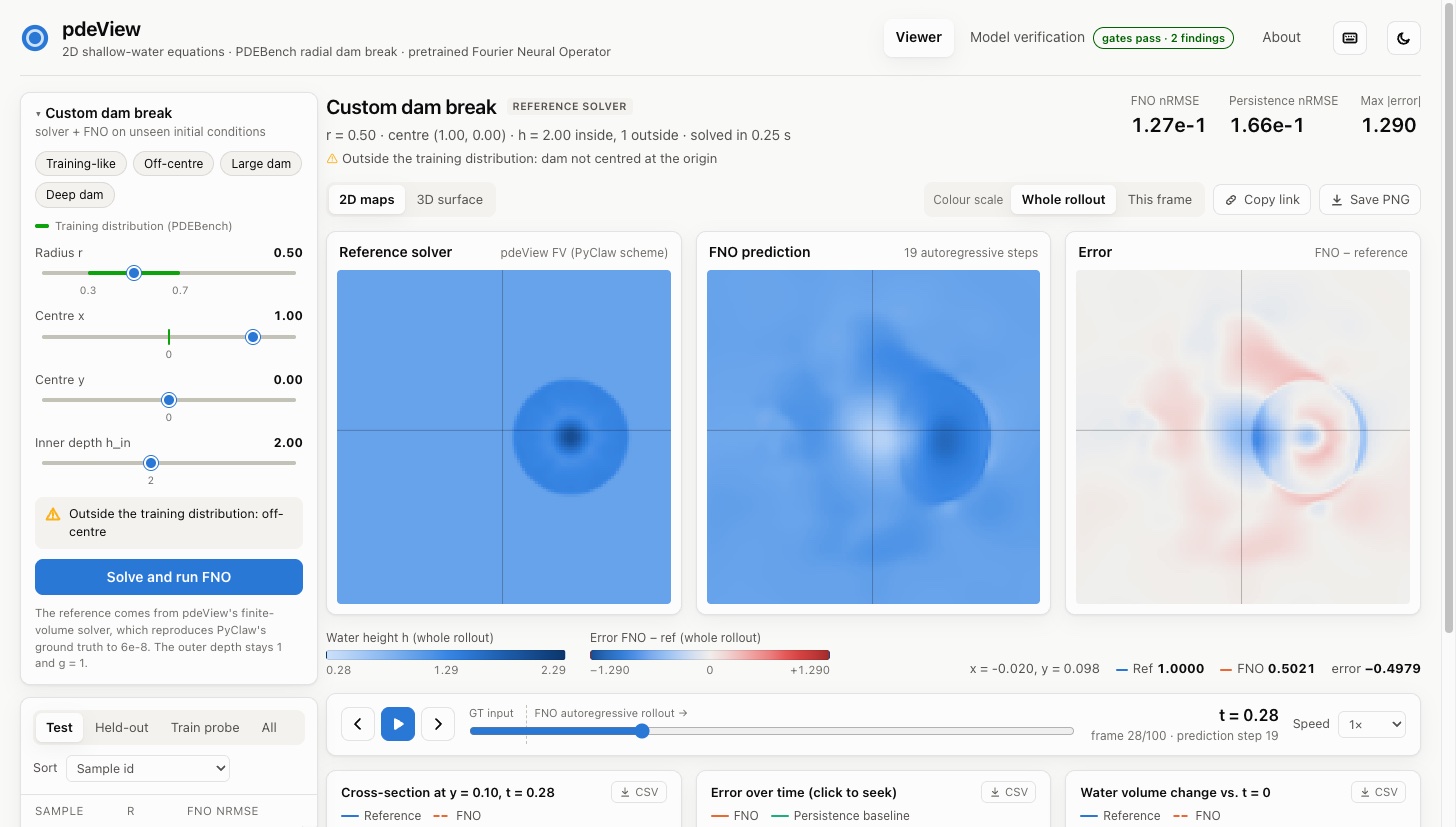 pdeView
2D shallow-water equations · PDEBench radial dam break · pretrained Fourier Neural Operator
Viewer
Model verification
gates pass · 2 findings
About
▾ Custom dam break
solver + FNO on unseen initial conditions
Training-like
Off-centre
Large dam
Deep dam
Training distribution (PDEBench)
Radius r
0.50
0.3
0.7
Centre x
1.00
0
Centre y
0.00
0
Inner depth h_in
2.00
2
Outside the training distribution: off-
centre
Solve and run FNO
The reference comes from pdeView's finite-
volume solver, which reproduces PyClaw's
ground truth to 6e-8. The outer depth stays 1
and g = 1.
Test
Held-out
Train probe
All
Sort
Sample id
SAMPLE
R
FNO NRMSE
Custom dam break
REFERENCE SOLVER
r = 0.50 · centre (1.00, 0.00) · h = 2.00 inside, 1 outside · solved in 0.25 s
⚠ Outside the training distribution: dam not centred at the origin
FNO nRMSE
1.27e-1
Persistence nRMSE
1.66e-1
Max |error|
1.290
2D maps
3D surface
Colour scale
Whole rollout
This frame
Copy link
Save PNG
Reference solver
pdeView FV (PyClaw scheme)
FNO prediction
19 autoregressive steps
Error
FNO − reference
Water height h (whole rollout)
0.28
1.29
2.29
Error FNO − ref (whole rollout)
−1.290
0
+1.290
x = -0.020, y = 0.098
Ref 1.0000
FNO 0.5021
error −0.4979
GT input
FNO autoregressive rollout →
t = 0.28
frame 28/100 · prediction step 19
Speed
1×
Cross-section at y = 0.10, t = 0.28
CSV
Reference
FNO
Error over time (click to seek)
CSV
FNO
Persistence baseline
Water volume change vs. t = 0
CSV
Reference
FNO